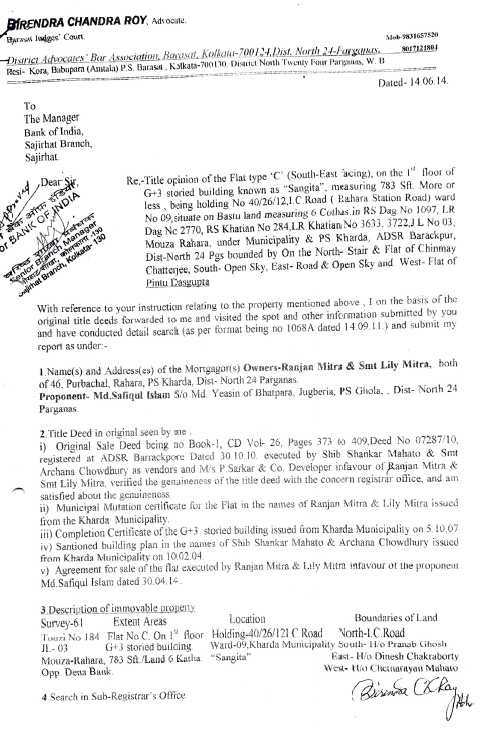 BIRENDRA CHANDRA ROY, Advocate.
Barasat Judges' Court.
Mob-9831657520
8017121804
District Advocates' Bar Association, Barasat, Kolkata-700124,Dist. North 24-Parganas.
Resi- Kora, Babupara (Amtala) P.S. Barasat , Kolkata-700130. District North Twenty Four Parganas, W. B
Dated- 14.06.14.
To
The Manager
Bank of India,
Sajirhat Branch,
Sajirhat.
Dear Sir,
Re;-Title opinion of the Flat type 'C' (South-East facing), on the 1st floor of
G+3 storied building known as "Sangita", measuring 783 Sft. More or
less , being holding No 40/26/12,I.C.Road ( Rahara Station Road) ward
No 09,situate on Bastu land measuring 6 Cothas in RS Dag No 1097, LR
Dag No 2770, RS Khatian No 284,LR Khatian No 3633, 3722,J L No 03,
Mouza Rahara, under Municipality & PS Kharda, ADSR Barackpur,
Dist-North 24 Pgs bounded by On the North- Stair & Flat of Chinmay
Chatterjee, South- Open Sky, East- Road & Open Sky and West- Flat of
Pintu Dasgupta
BANK OF INDIA
Senior Branch Manager
Sajirhat Branch, Kolkata- 130
With reference to your instruction relating to the property mentioned above , I on the basis of the
original title deeds forwarded to me and visited the spot and other information submitted by you
and have conducted detail search (as per format being no 1068A dated 14.09.11.) and submit my
report as under:-
1.Name(s) and Address(es) of the Mortgagor(s) Owners-Ranjan Mitra & Smt Lily Mitra, both
of 46, Purbachal, Rahara, PS Kharda, Dist- North 24 Parganas.
Proponent- Md.Safiqul Islam S/o Md. Yeasin of Bhatpara, Jugberia, PS Ghola, . Dist- North 24
Parganas
2.Title Deed in original seen by me .
i) Original Sale Deed being no Book-1, CD Vol- 26, Pages 373 to 409,Deed No 07287/10,
registered at ADSR Barrackpore Dated 30.10.10. executed by Shib Shankar Mahato & Smt
Archana Chowdhury as vendors and M/s P.Sarkar & Co. Developer infavour of Ranjan Mitra &
Smt Lily Mitra, verified the genuineness of the title deed with the concern registrar office, and am
satisfied about the genuineness.
ii) Municipal Mutation certificate for the Flat in the names of Ranjan Mitra & Lily Mitra issued
from the Kharda Municipality.
iii) Completion Certificate of the G+3 storied building issued from Kharda Municipality on 5.10.07
iv) Santioned building plan in the names of Shib Shankar Mahato & Archana Chowdhury issued
from Kharda Municipality on 10.02.04.
v) Agreement for sale of the flat executed by Ranjan Mitra & Lily Mitra infavour of the proponent
Md.Safiqul Islam dated 30.04.14..
3.Description of immovable property
Survey-61 Extent Areas Location Boundaries of Land
Touzi No 184 Flat No C. On 1st floor Holding-40/26/12I.C.Road North-I.C.Road
JL- 03 G+3 storied building. Ward-09,Kharda Municipality South- H/o Pranab Ghosh
Mouza-Rahara, 783 Sft./Land 6 Katha. "Sangita" East- H/o Dinesh Chakraborty
Opp. Dena Bank. West- H/o Chetnarayan Mahato
4.Search in Sub-Registrar's Office